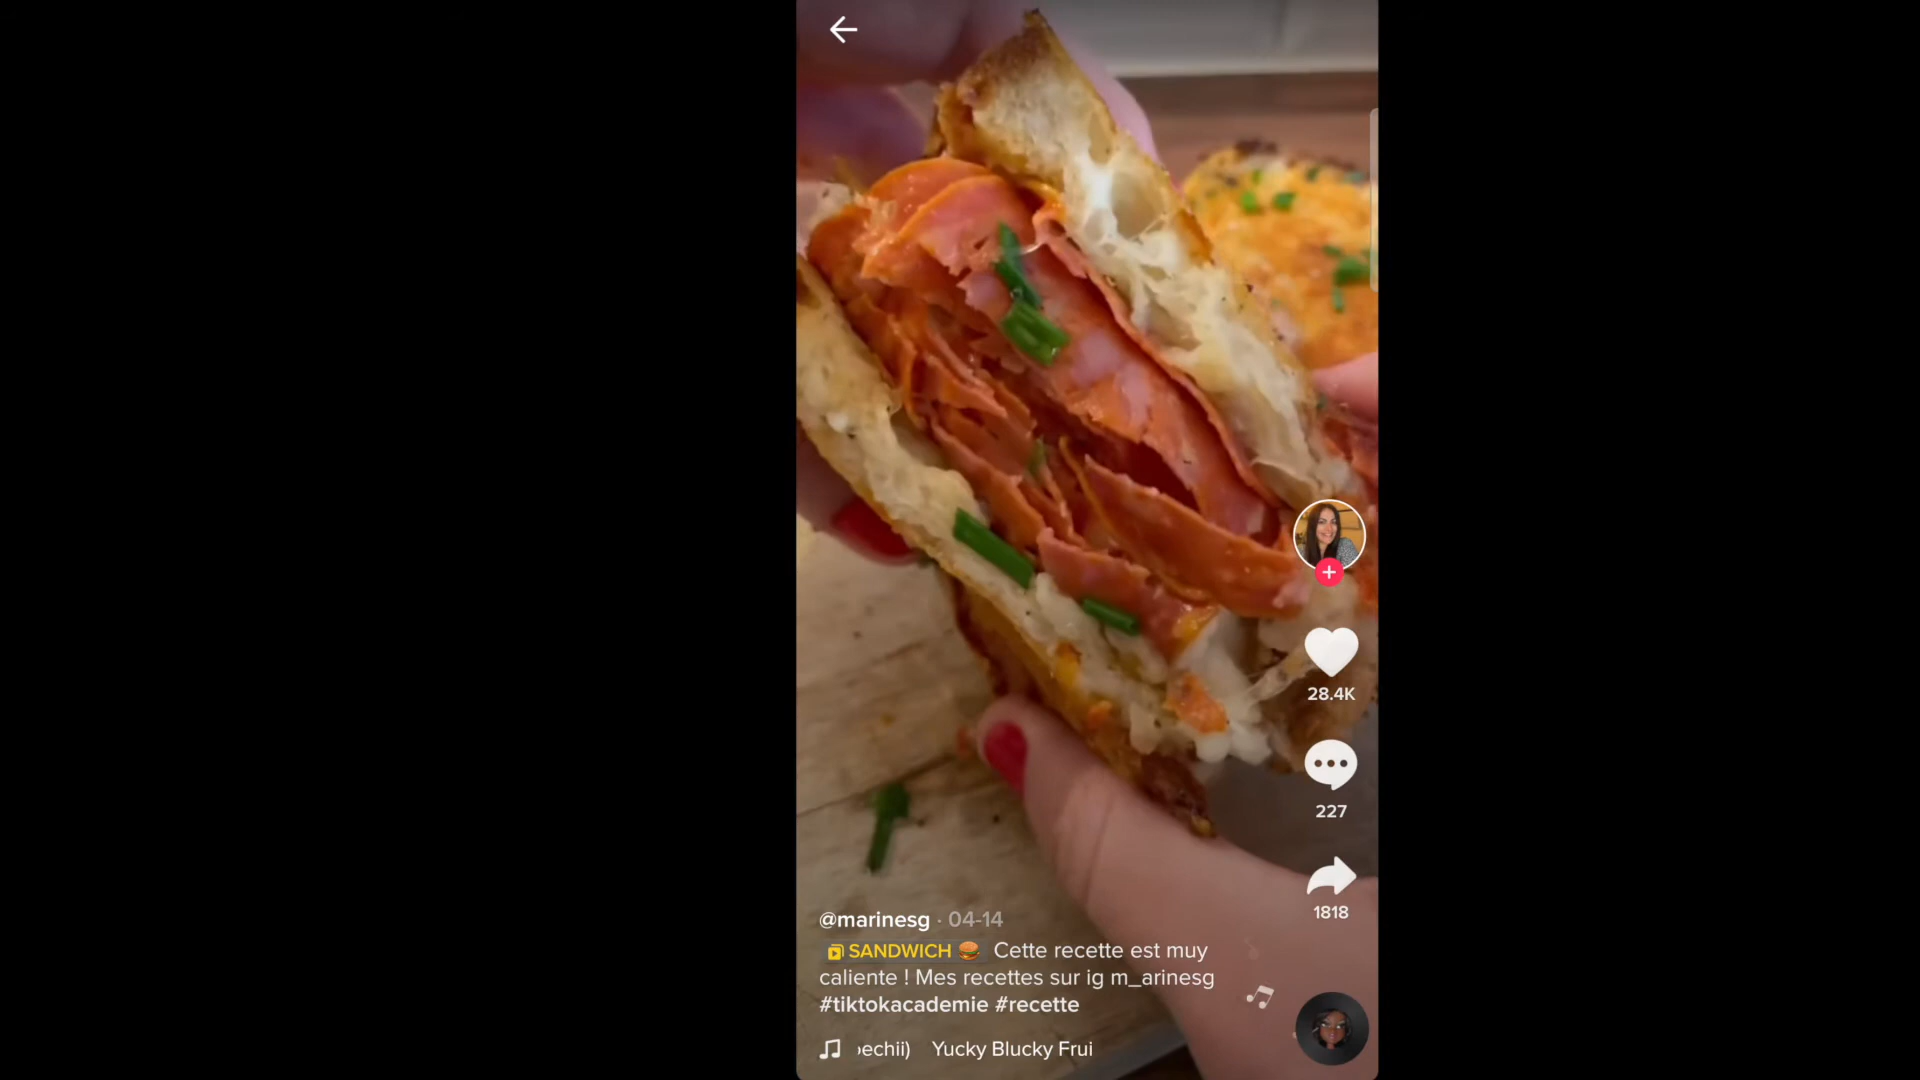 28.4K
227
1818
@marinesg · 04-14
SANDWICH 🍔 Cette recette est muy
caliente ! Mes recettes sur ig m_arinesg
#tiktokacademie #recette
echii) Yucky Blucky Frui